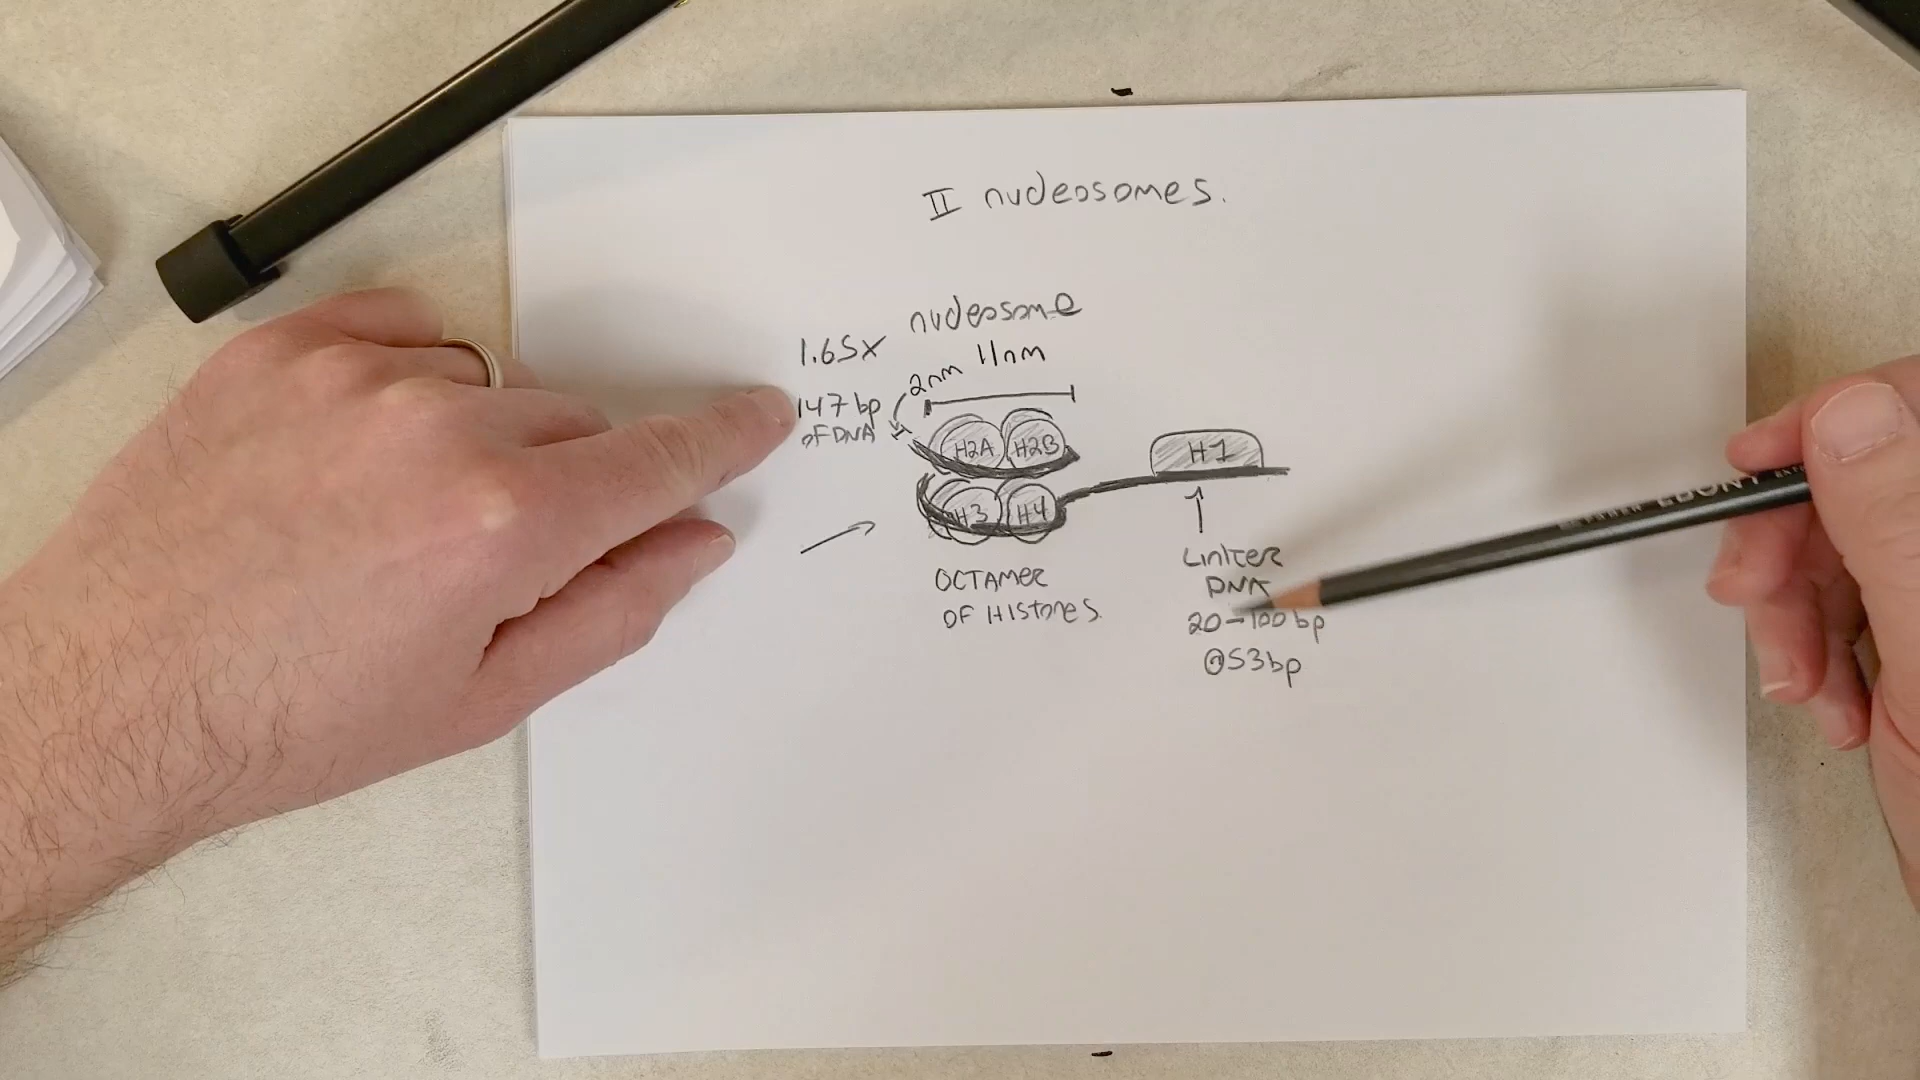 II nucleosomes.
nucleosome
1.65x
11nm
2nm
147 bp
of DNA
H2A H2B
H3 H4
H1
OCTAMER
OF HISTONES
LINKER
DNA
20-100 bp
@53bp
EBONY